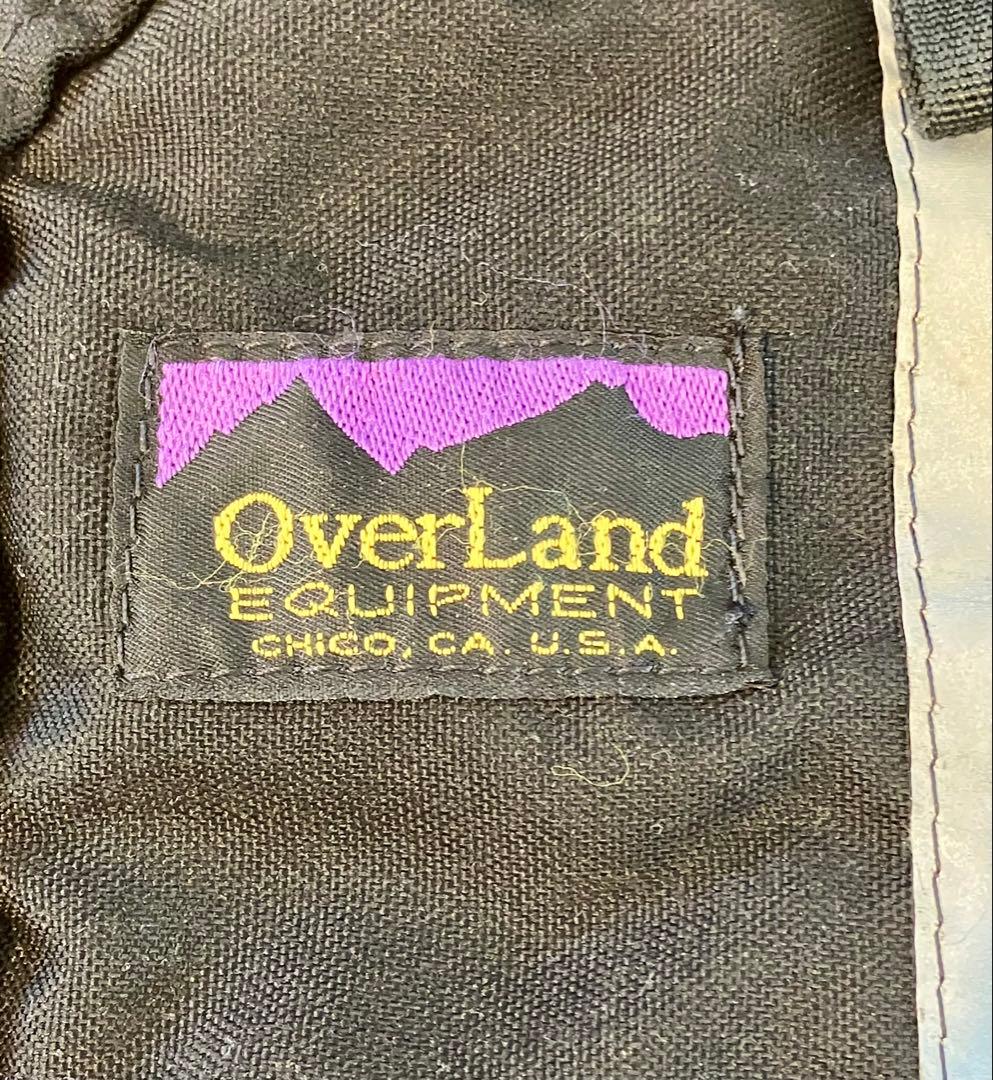 OverLand
EQUIPMENT
CHICO, CA. U.S.A.